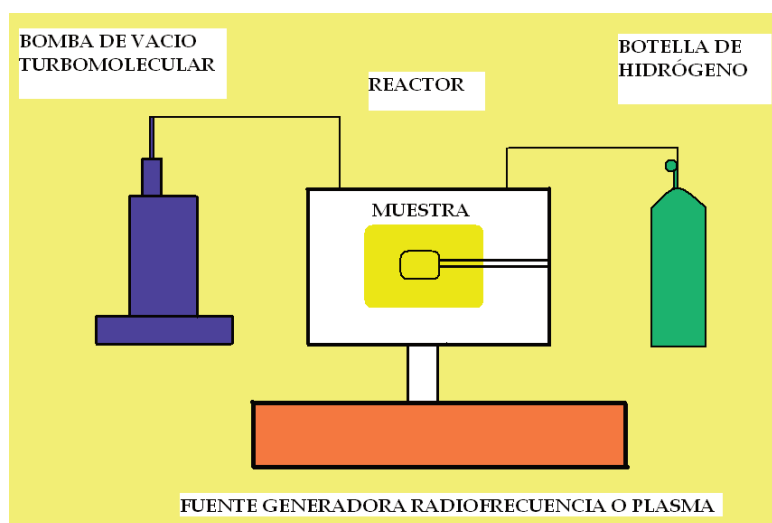 BOMBA DE VACIO
TURBOMOLECULAR
REACTOR
BOTELLA DE
HIDRÓGENO
MUESTRA
FUENTE GENERADORA RADIOFRECUENCIA O PLASMA